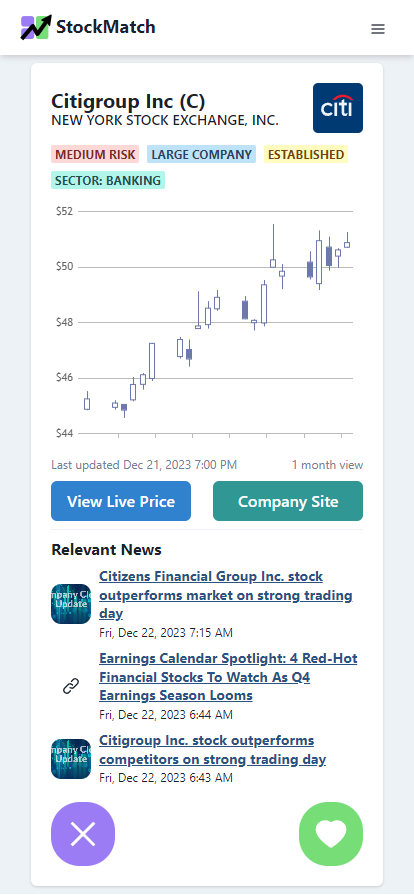 StockMatch
Citigroup Inc (C)
NEW YORK STOCK EXCHANGE, INC.
citi
MEDIUM RISK LARGE COMPANY ESTABLISHED
SECTOR: BANKING
$52
$50
$48
$46
$44
Last updated Dec 21, 2023 7:00 PM 1 month view
View Live Price Company Site
Relevant News
Citizens Financial Group Inc. stock
outperforms market on strong trading
day
Fri, Dec 22, 2023 7:15 AM
Update
Earnings Calendar Spotlight: 4 Red-Hot
Financial Stocks To Watch As Q4
Earnings Season Looms
Fri, Dec 22, 2023 6:44 AM
Citigroup Inc. stock outperforms
competitors on strong trading day
Fri, Dec 22, 2023 6:43 AM
Update